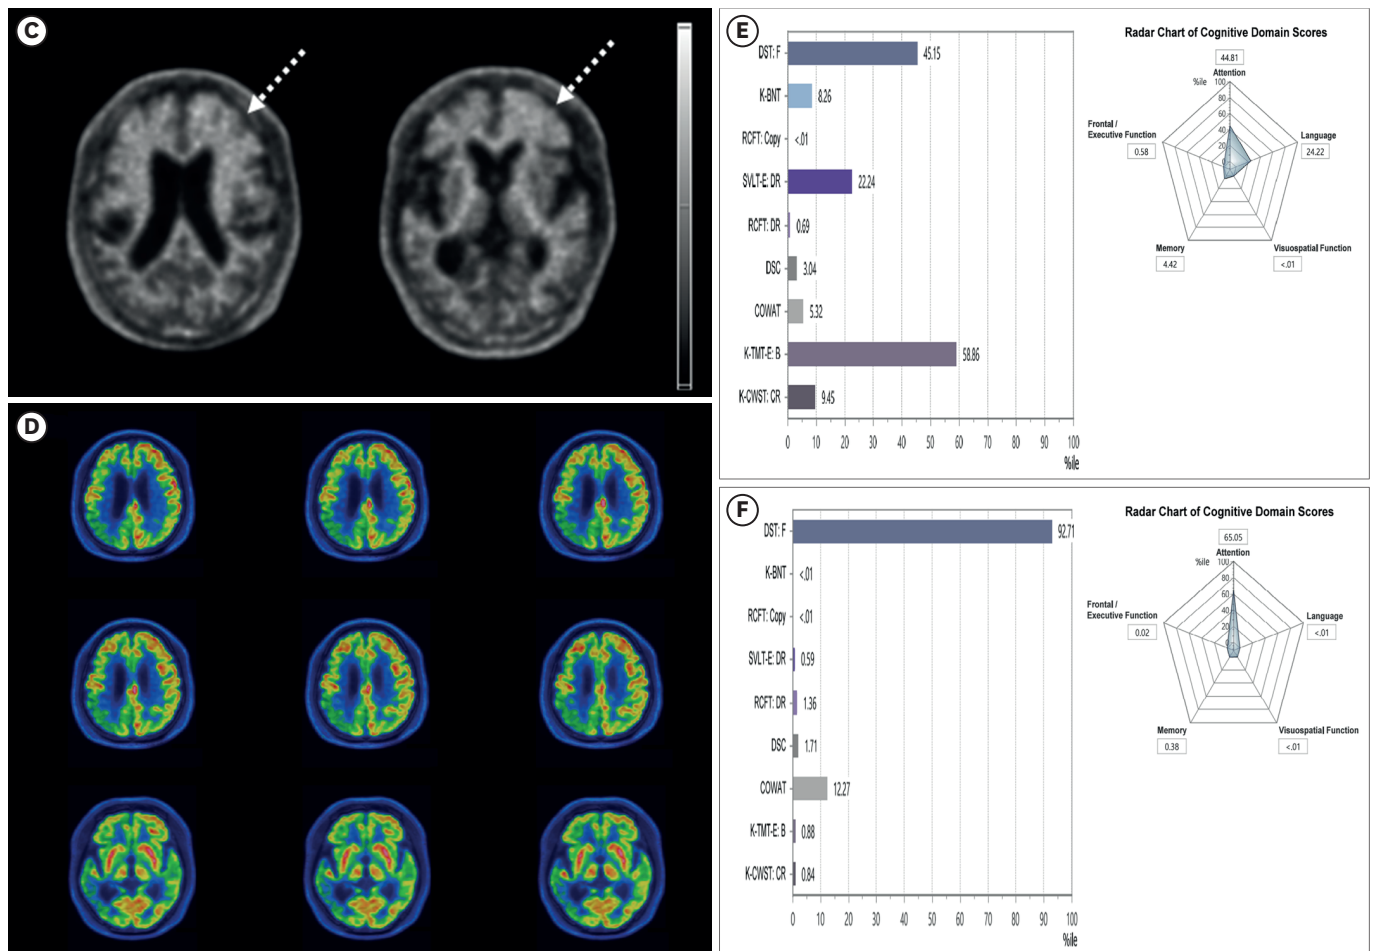 C
D
E
DST: F
45.15
K-BNT
8.26
RCFT: Copy
<.01
SVLT-E: DR
22.24
RCFT: DR
0.69
DSC
3.04
COWAT
5.32
K-TMT-E: B
58.86
K-CWST: CR
9.45
0 10 20 30 40 50 60 70 80 90 100
%ile
Radar Chart of Cognitive Domain Scores
44.81
Attention
%ile
100
80
60
40
20
0
Frontal /
Executive Function
0.58
Language
24.22
Memory
4.42
Visuospatial Function
<.01
F
DST: F
92.71
K-BNT
<.01
RCFT: Copy
<.01
SVLT-E: DR
0.59
RCFT: DR
1.36
DSC
1.71
COWAT
12.27
K-TMT-E: B
0.88
K-CWST: CR
0.84
0 10 20 30 40 50 60 70 80 90 100
%ile
Radar Chart of Cognitive Domain Scores
65.05
Attention
%ile
100
80
60
40
20
0
Frontal /
Executive Function
0.02
Language
<.01
Memory
0.38
Visuospatial Function
<.01